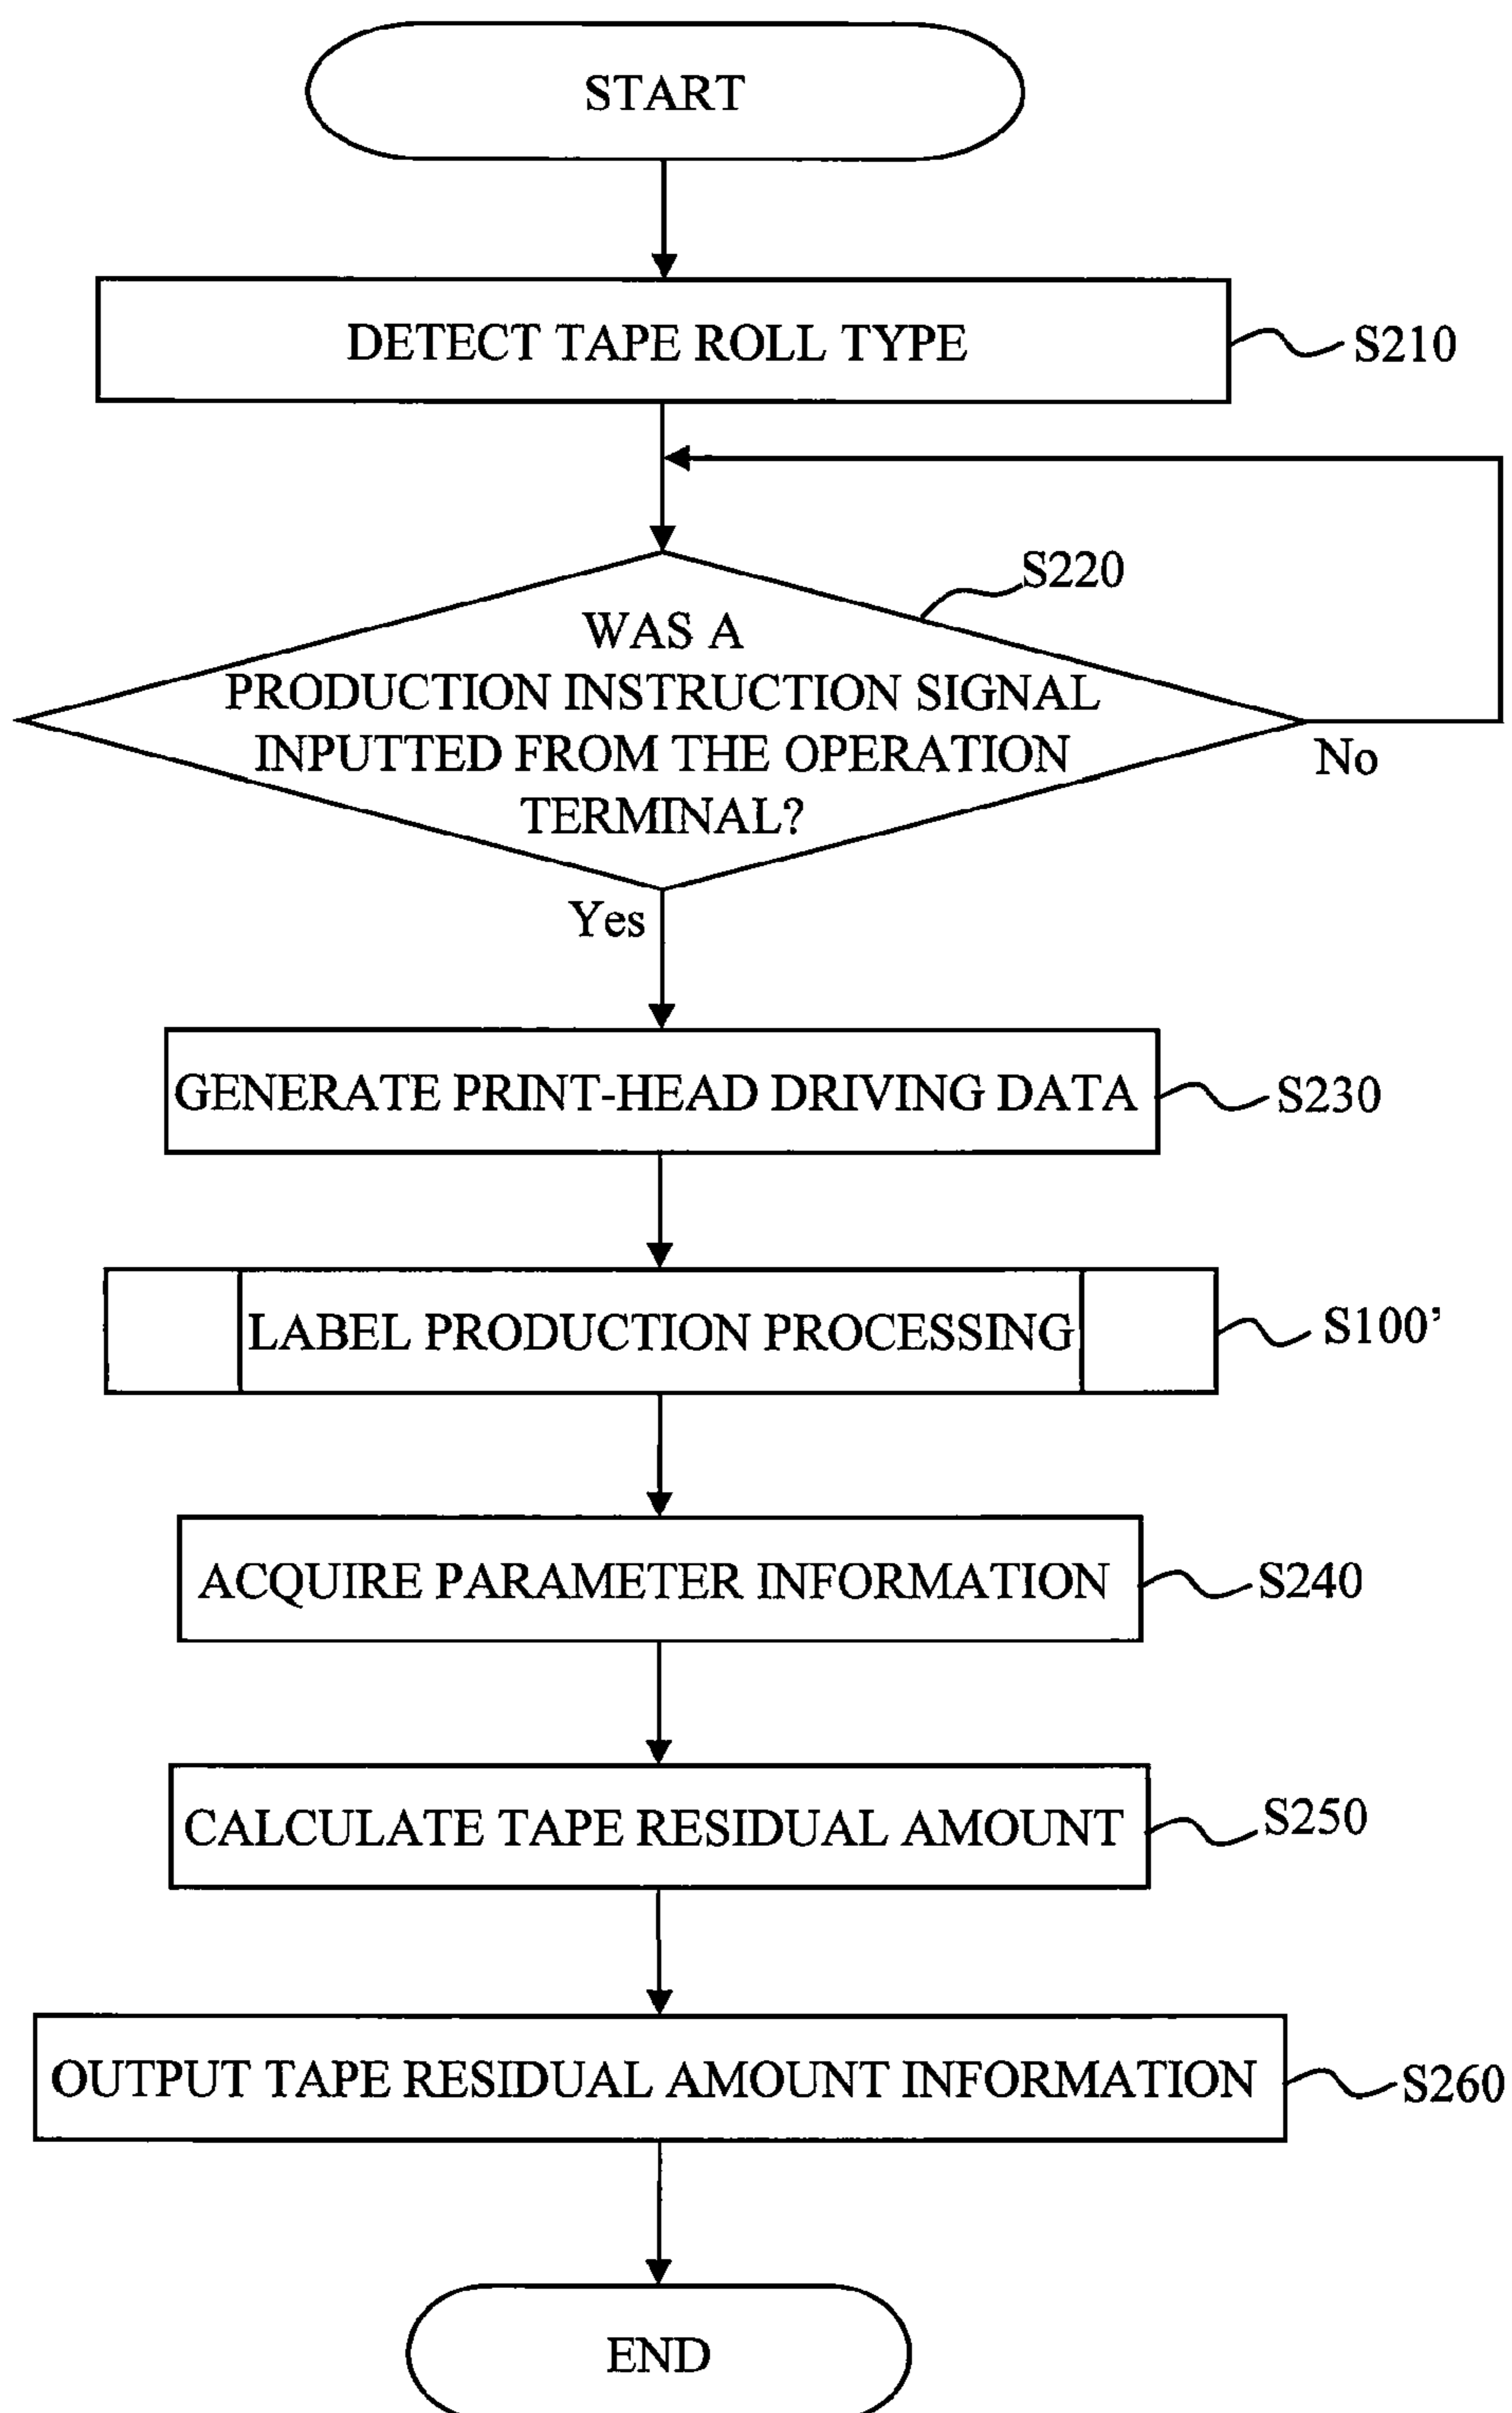 START
DETECT TAPE ROLL TYPE
S210
S220
WAS A
PRODUCTION INSTRUCTION SIGNAL
INPUTTED FROM THE OPERATION
TERMINAL?
No
Yes
GENERATE PRINT-HEAD DRIVING DATA
S230
LABEL PRODUCTION PROCESSING
S100'
ACQUIRE PARAMETER INFORMATION
S240
CALCULATE TAPE RESIDUAL AMOUNT
S250
OUTPUT TAPE RESIDUAL AMOUNT INFORMATION
S260
END